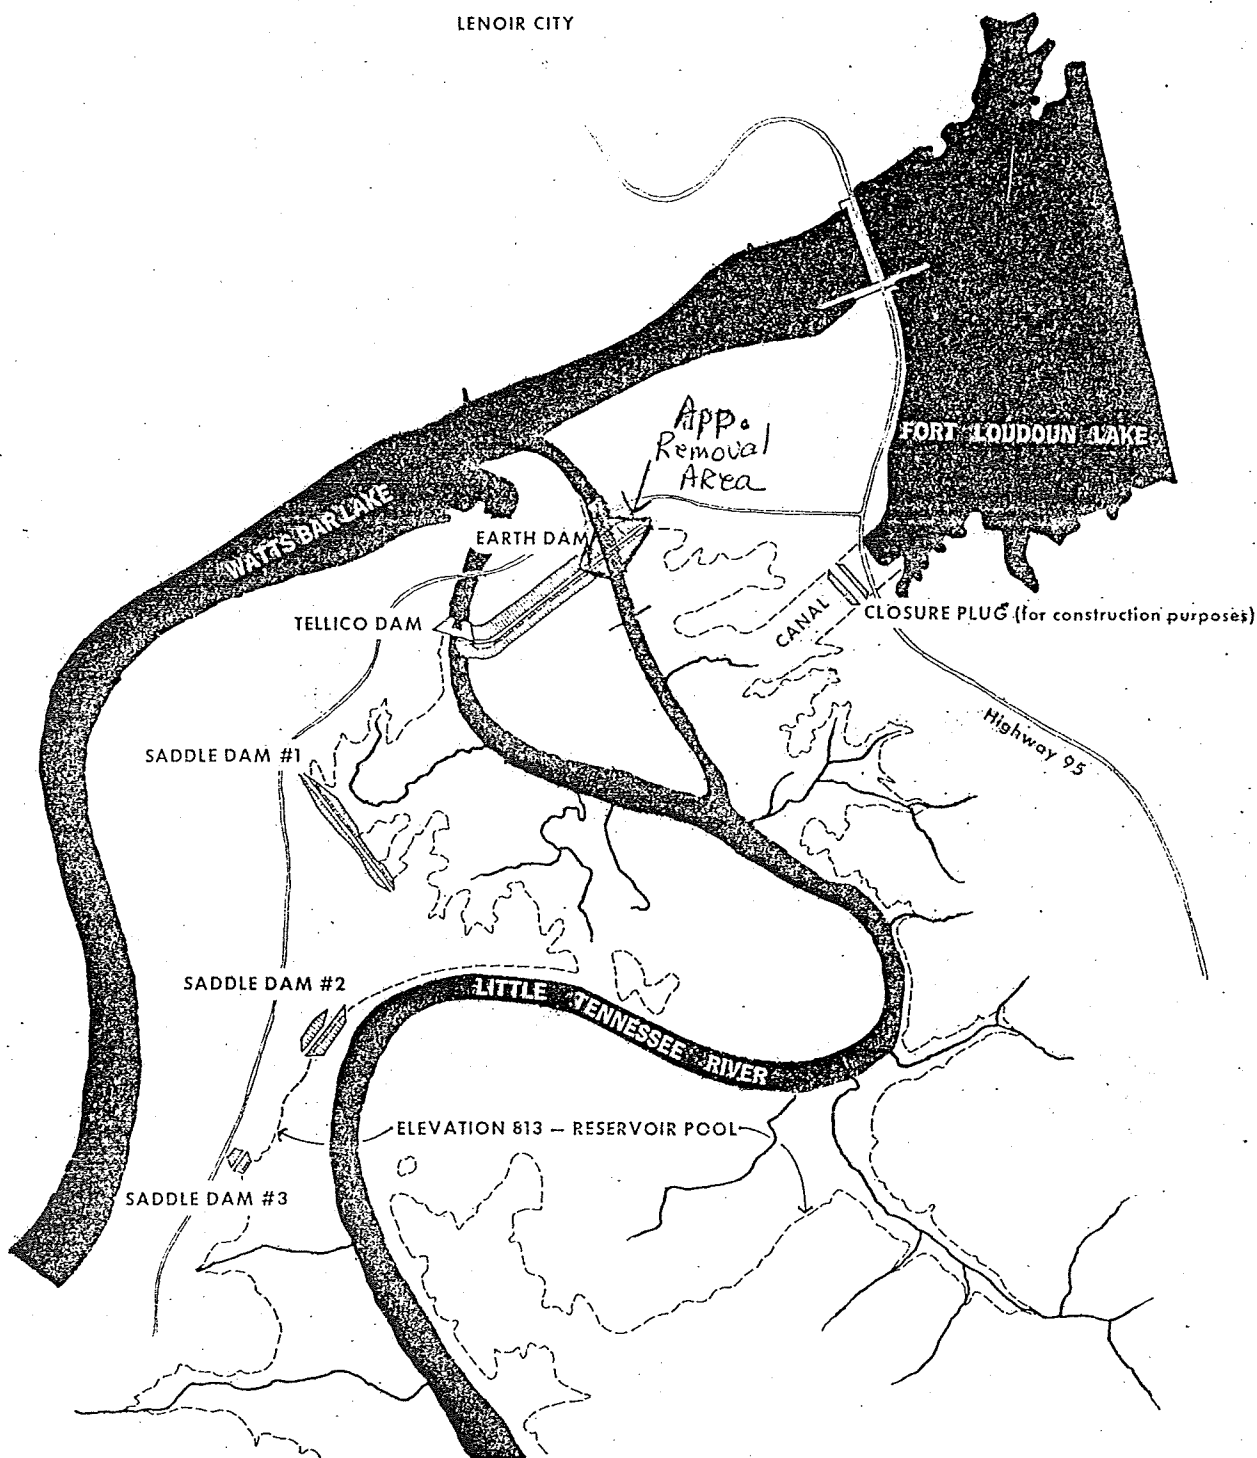 LENOIR CITY
App.
Removal
AREA
FORT LOUDOUN LAKE
WATTS BAR LAKE
EARTH DAM
TELLICO DAM
CANAL
CLOSURE PLUG (for construction purposes)
Highway 95
SADDLE DAM #1
SADDLE DAM #2
LITTLE TENNESSEE RIVER
ELEVATION 813 – RESERVOIR POOL
SADDLE DAM #3